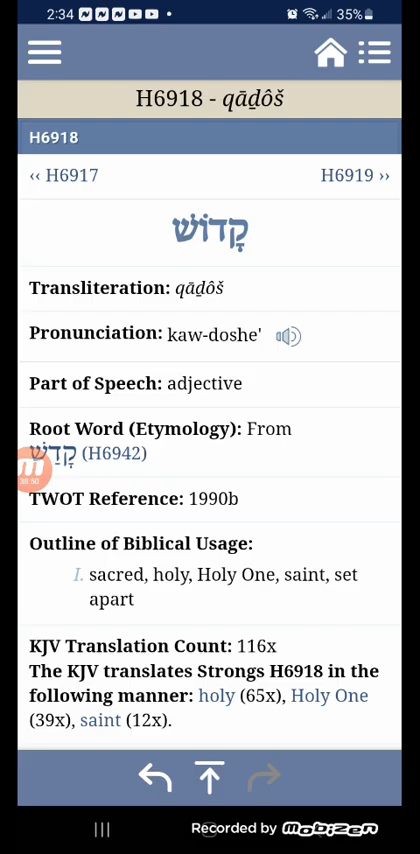 2:34 35%
H6918 - qāḏôš
H6918
‹‹ H6917 H6919 ››
קָדוֹשׁ
Transliteration: qāḏôš
Pronunciation: kaw-doshe'
Part of Speech: adjective
Root Word (Etymology): From
קָדַשׁ (H6942)
38:50
TWOT Reference: 1990b
Outline of Biblical Usage:
I. sacred, holy, Holy One, saint, set
apart
KJV Translation Count: 116x
The KJV translates Strongs H6918 in the
following manner: holy (65x), Holy One
(39x), saint (12x).
Recorded by Mobizen